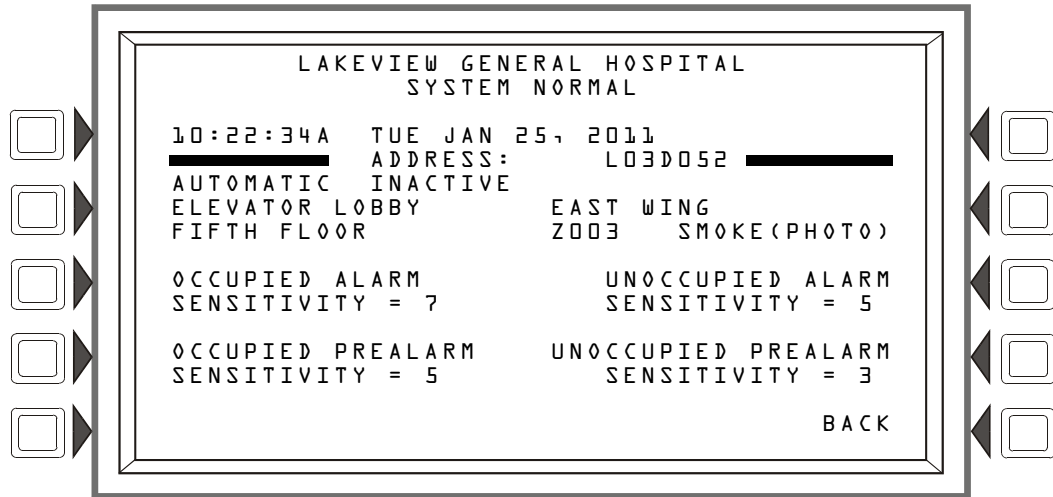 LAKEVIEW GENERAL HOSPITAL
SYSTEM NORMAL
10:22:34A TUE JAN 25, 2011
ADDRESS: L03D052
AUTOMATIC INACTIVE
ELEVATOR LOBBY EAST WING
FIFTH FLOOR Z003 SMOKE(PHOTO)
OCCUPIED ALARM UNOCCUPIED ALARM
SENSITIVITY = 7 SENSITIVITY = 5
OCCUPIED PREALARM UNOCCUPIED PREALARM
SENSITIVITY = 5 SENSITIVITY = 3
BACK